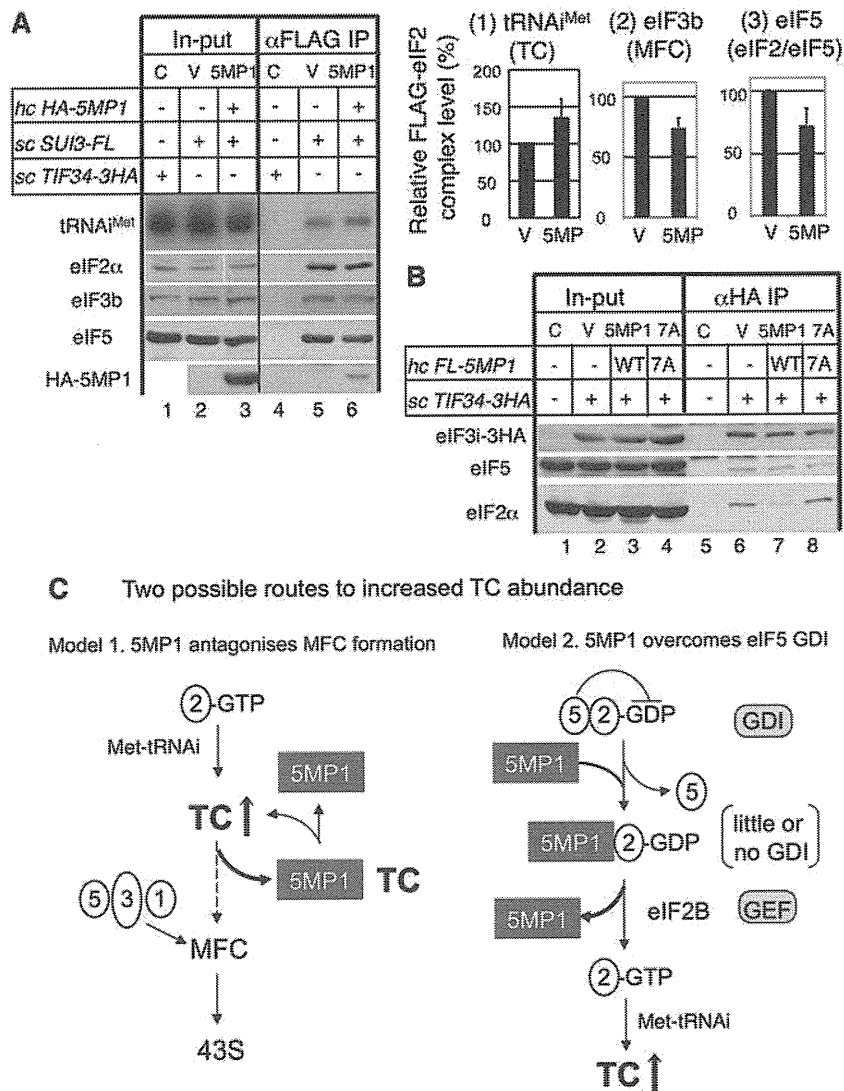 A
In-put αFLAG IP
C V 5MP1 C V 5MP1
hc HA-5MP1 - - + - - +
sc SUI3-FL - + + - + +
sc TIF34-3HA + - - + - -
tRNAiMet
eIF2α
eIF3b
eIF5
HA-5MP1
1 2 3 4 5 6
Relative FLAG-eIF2 complex level (%)
(1) tRNAiMet (2) eIF3b (3) eIF5
(TC) (MFC) (eIF2/eIF5)
200
150
100
50
0
V 5MP
100
50
0
V 5MP
100
50
0
V 5MP
B
In-put αHA IP
C V 5MP1 7A C V 5MP1 7A
hc FL-5MP1 - - WT 7A - - WT 7A
sc TIF34-3HA - + + + - + + +
eIF3i-3HA
eIF5
eIF2α
1 2 3 4 5 6 7 8
C Two possible routes to increased TC abundance
Model 1. 5MP1 antagonises MFC formation
2-GTP
Met-tRNAi
5MP1
TC
5MP1 TC
5 3 1
MFC
43S
Model 2. 5MP1 overcomes eIF5 GDI
5 2-GDP GDI
5MP1
5
5MP1 2-GDP
little or
no GDI
5MP1 eIF2B GEF
2-GTP
Met-tRNAi
TC